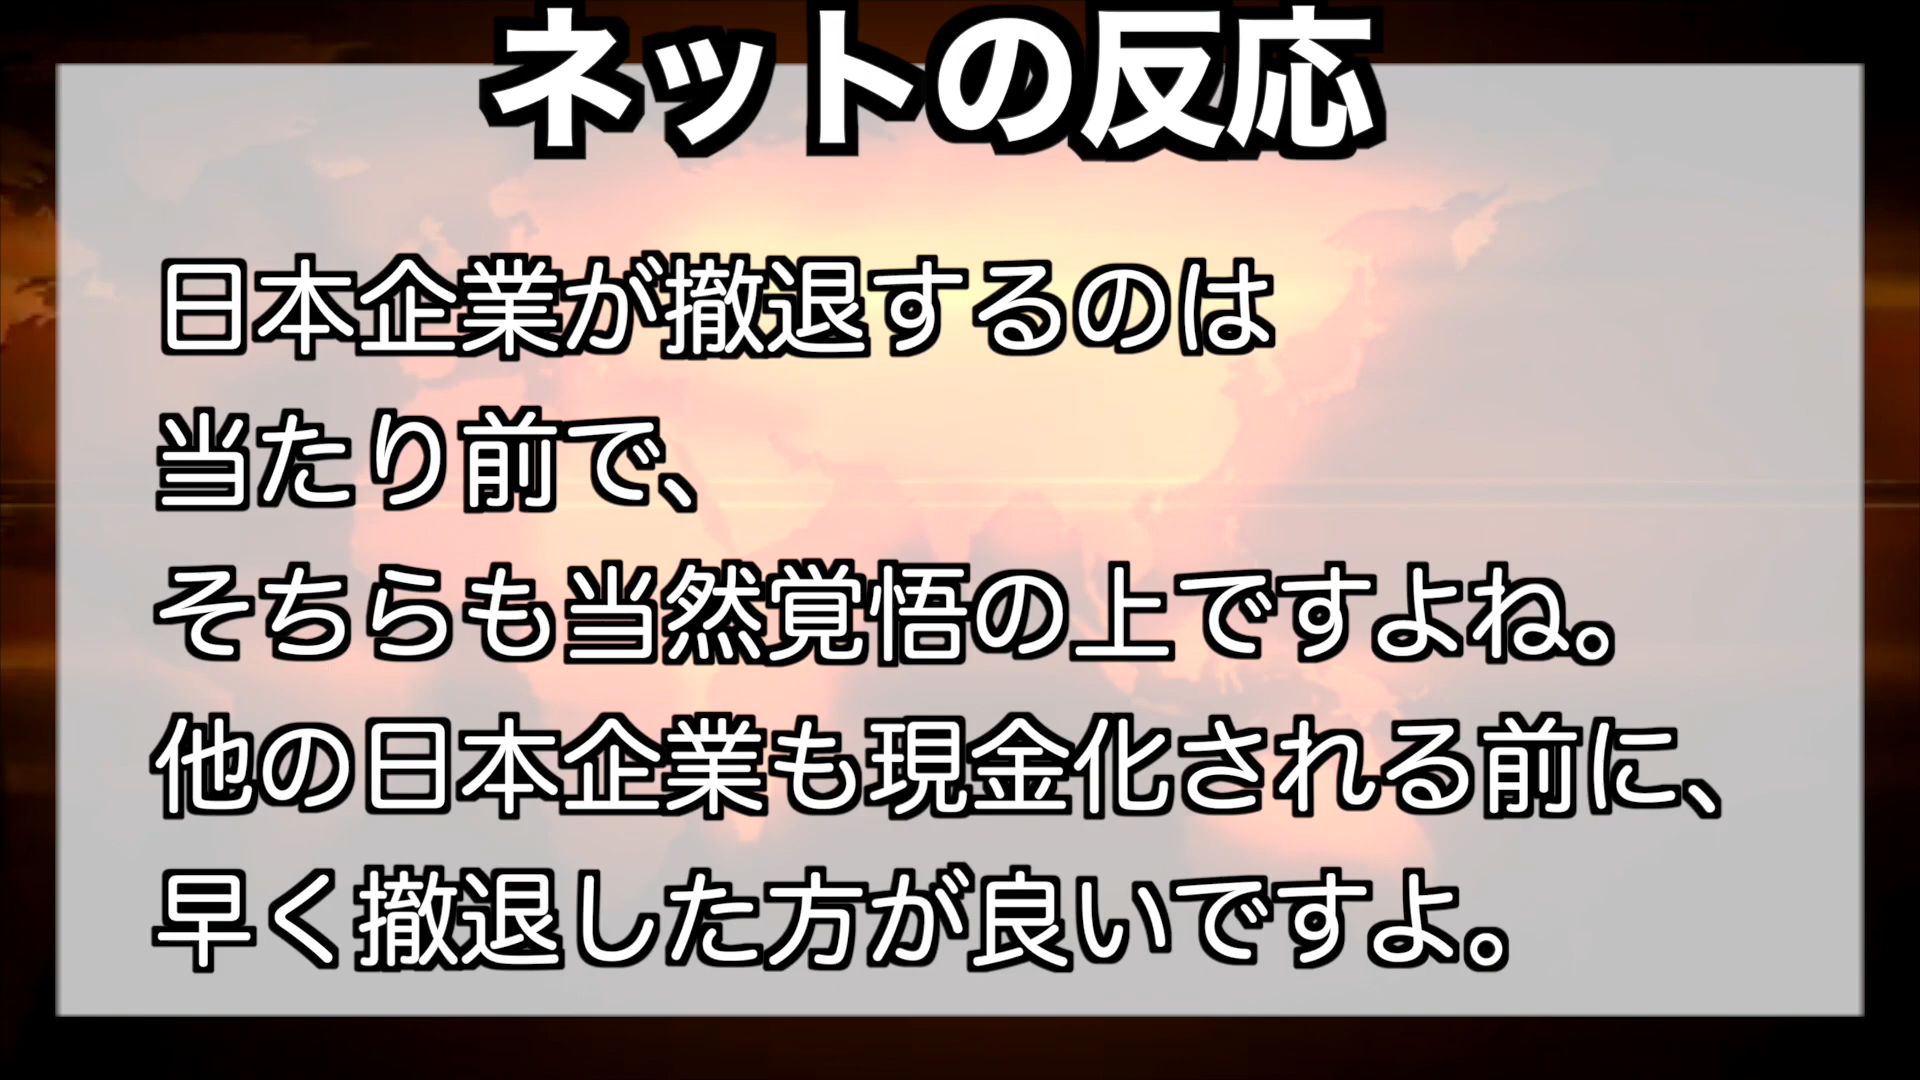 ネットの反応
日本企業が撤退するのは
当たり前で、
そちらも当然覚悟の上ですよね。
他の日本企業も現金化される前に、
早く撤退した方が良いですよ。